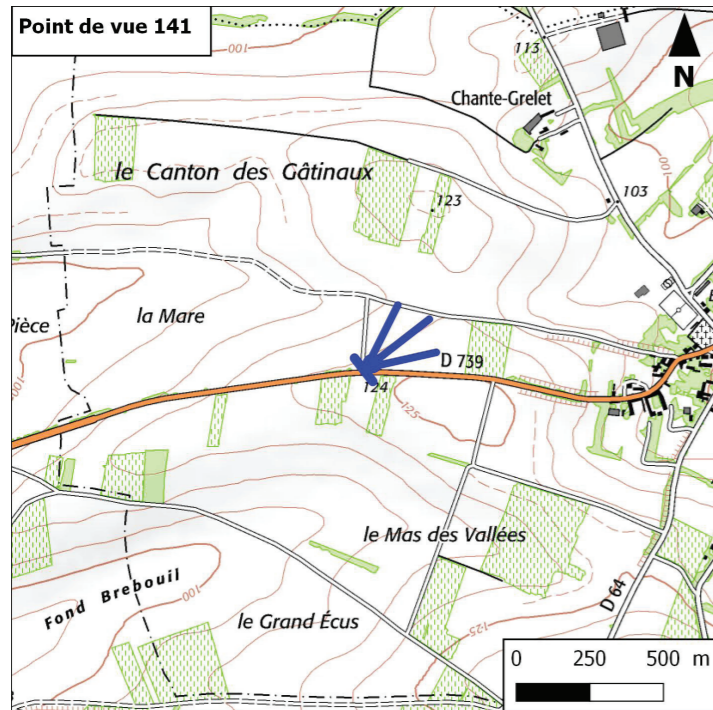 Point de vue 141
100
113
N
Chante-Grelet
100
le Canton des Gâtinaux
123
103
la Mare
Pièce
D 739
124
125
100
le Mas des Vallées
Fond Brebouil
100
le Grand Écus
125
D 64
0 250 500 m